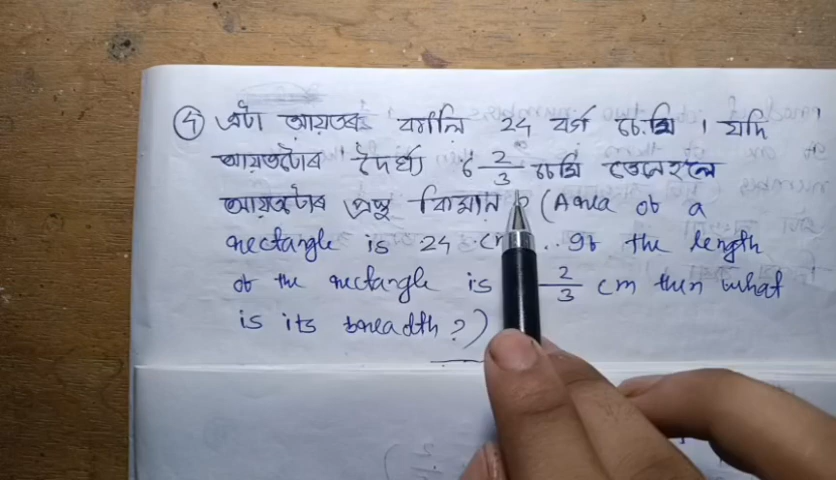 ④ এটা আয়তৰ কালি 24 বৰ্গ চে.মি । যদি
আয়তটোৰ দৈৰ্ঘ্য 6 2/3 চেমি তেনেহলে
আয়তটোৰ প্ৰস্থ কিমান ? (Area of a
rectangle is 24 cm .. If the length
of the rectangle is 2/3 cm then what
is its breadth ?)